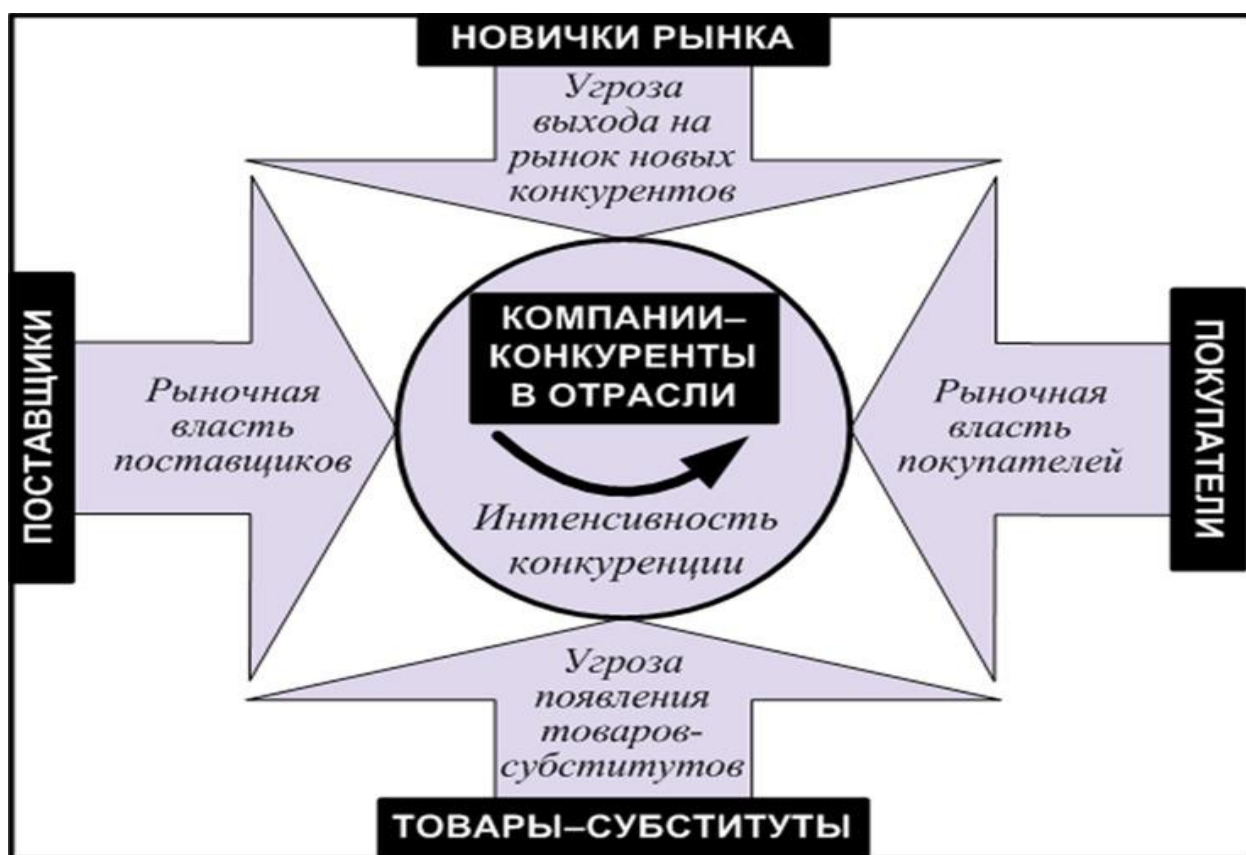 НОВИЧКИ РЫНКА
Угроза
выхода на
рынок новых
конкурентов
ПОСТАВЩИКИ
Рыночная
власть
поставщиков
КОМПАНИИ–
КОНКУРЕНТЫ
В ОТРАСЛИ
Интенсивность
конкуренции
Рыночная
власть
покупателей
ПОКУПАТЕЛИ
Угроза
появления
товаров-
субститутов
ТОВАРЫ–СУБСТИТУТЫ